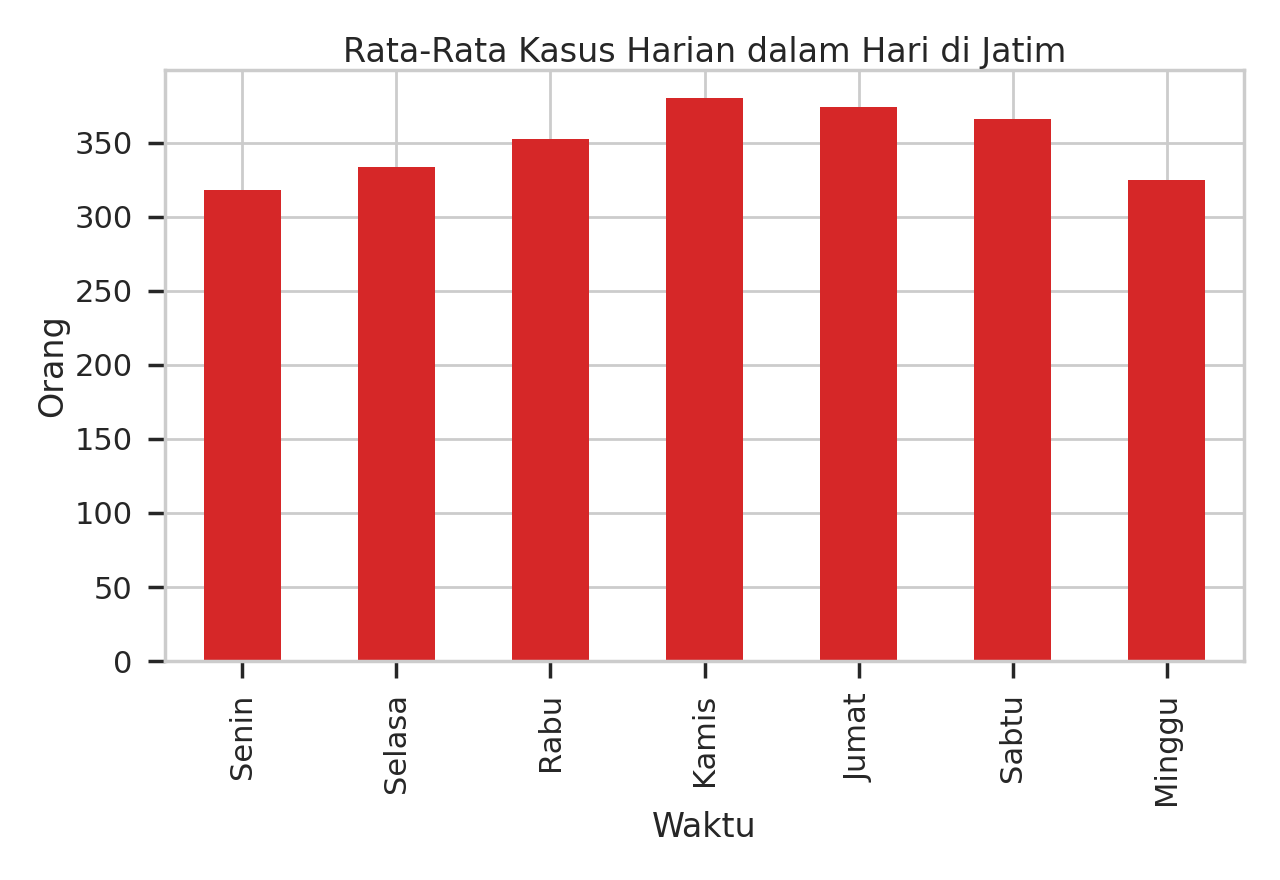 Rata-Rata Kasus Harian dalam Hari di Jatim
350
300
250
200
150
100
50
0
Orang
Senin
Selasa
Rabu
Kamis
Jumat
Sabtu
Minggu
Waktu